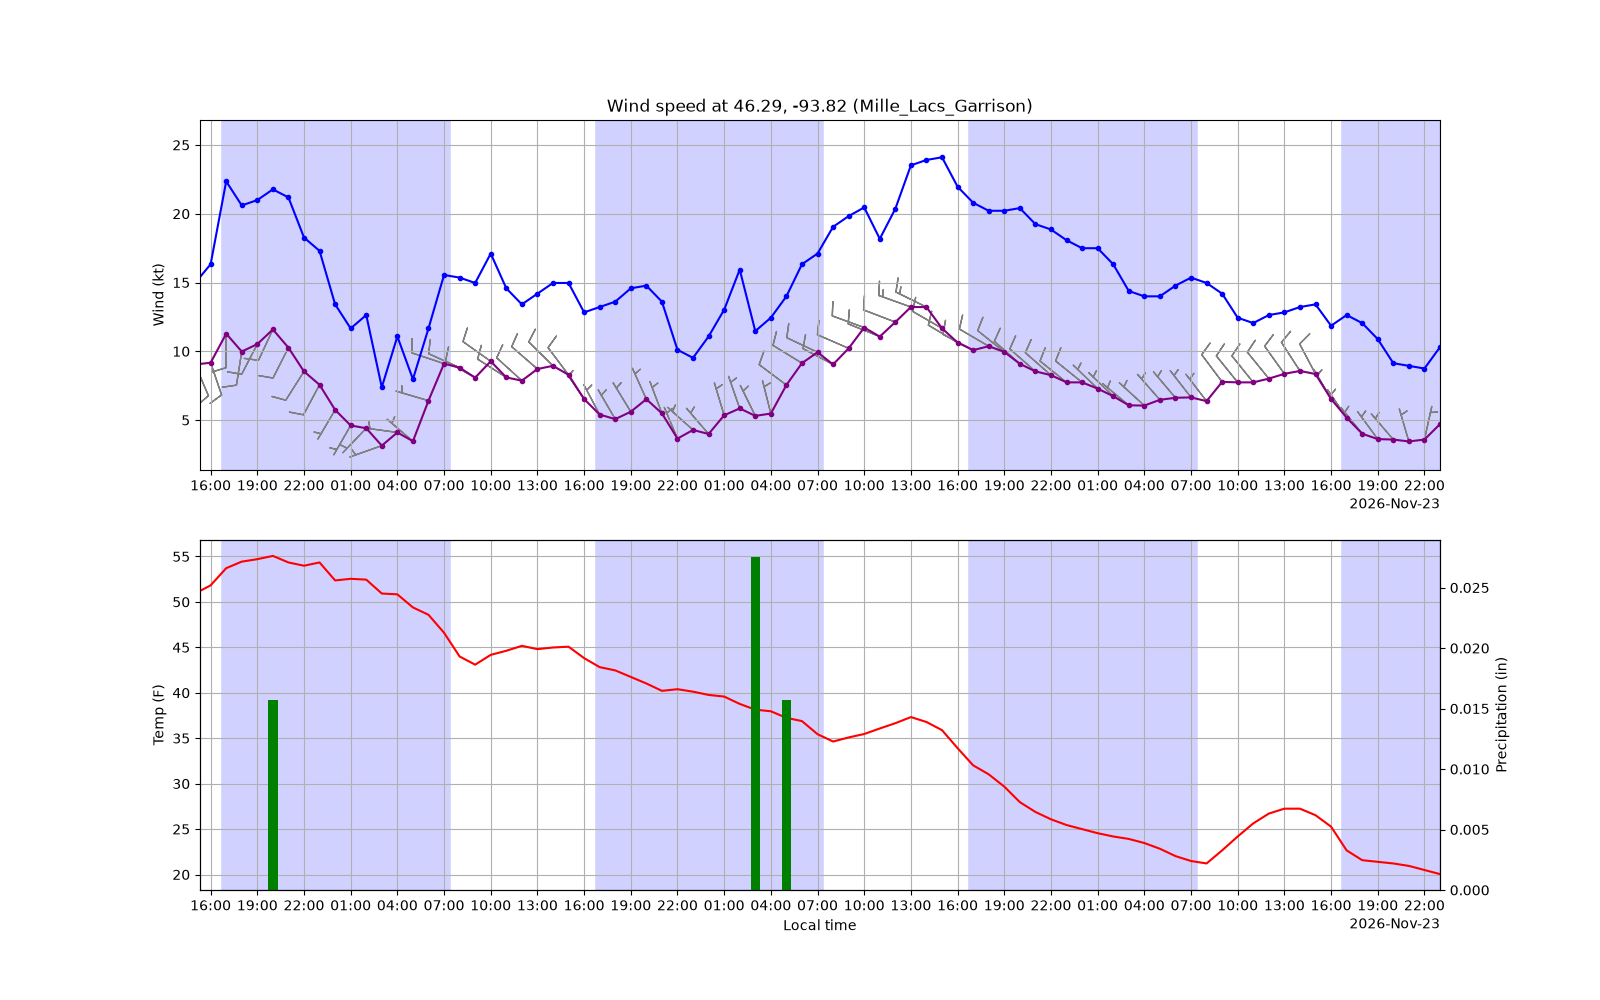 Wind speed at 46.29, -93.82 (Mille_Lacs_Garrison)
25
20
15
10
5
Wind (kt)
16:00 19:00 22:00 01:00 04:00 07:00 10:00 13:00 16:00 19:00 22:00 01:00 04:00 07:00 10:00 13:00 16:00 19:00 22:00 01:00 04:00 07:00 10:00 13:00 16:00 19:00 22:00
2026-Nov-23
55
50
45
40
35
30
25
20
Temp (F)
0.025
0.020
0.015
0.010
0.005
0.000
Precipitation (in)
16:00 19:00 22:00 01:00 04:00 07:00 10:00 13:00 16:00 19:00 22:00 01:00 04:00 07:00 10:00 13:00 16:00 19:00 22:00 01:00 04:00 07:00 10:00 13:00 16:00 19:00 22:00
Local time
2026-Nov-23